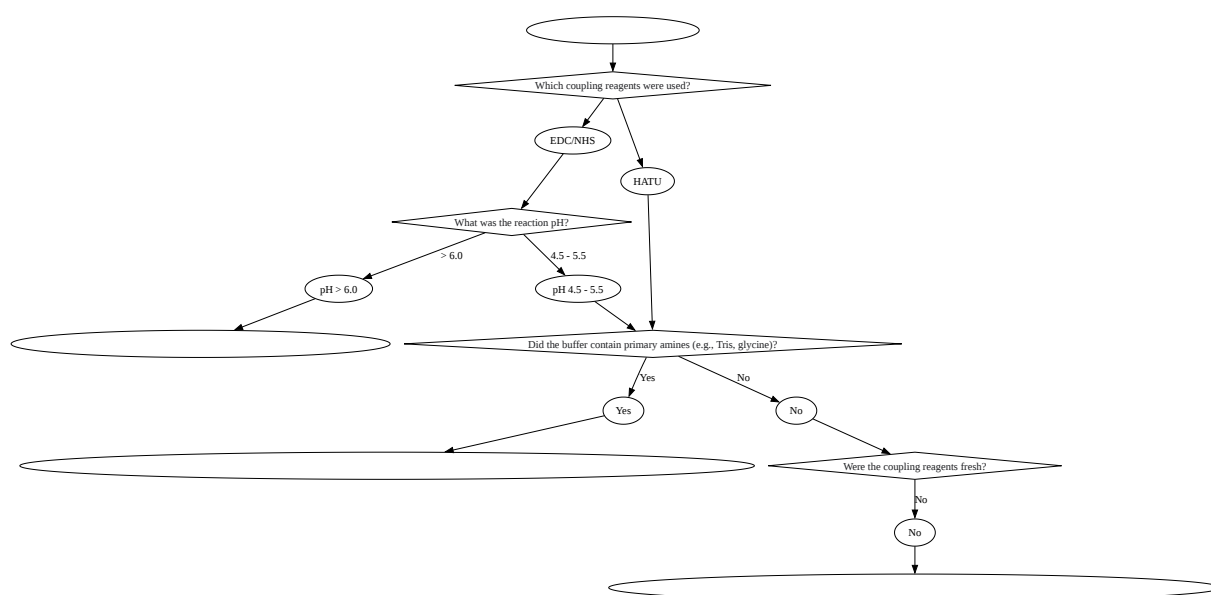 Which coupling reagents were used?
EDC/NHS
HATU
What was the reaction pH?
> 6.0
4.5 - 5.5
pH > 6.0
pH 4.5 - 5.5
Did the buffer contain primary amines (e.g., Tris, glycine)?
Yes
No
Yes
No
Were the coupling reagents fresh?
No
No